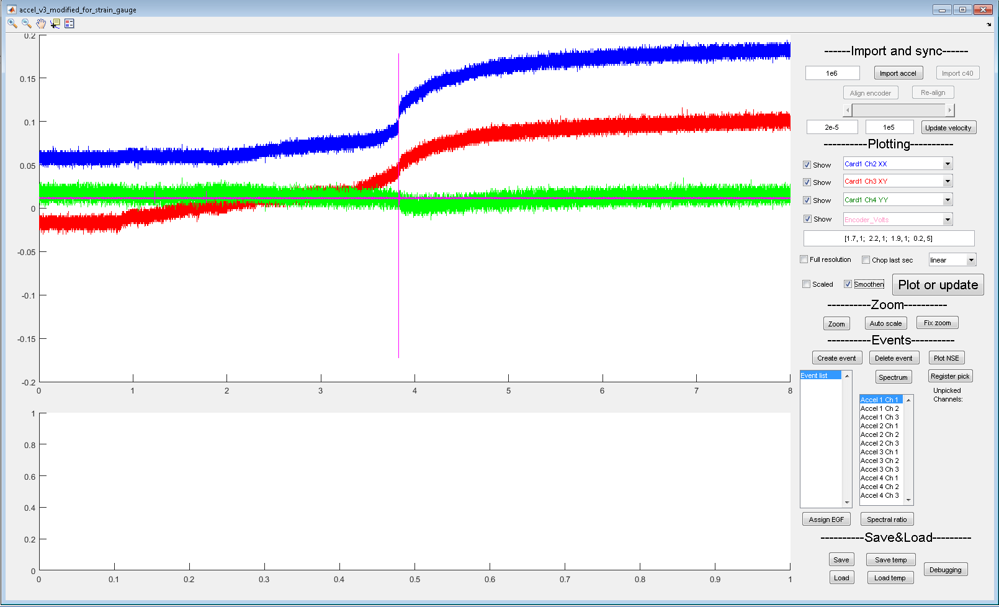 accel_v3_modified_for_strain_gauge
0.2
0.15
0.1
0.05
0
-0.05
-0.1
-0.15
-0.2
0 1 2 3 4 5 6 7 8
1
0.8
0.6
0.4
0.2
0
0 0.1 0.2 0.3 0.4 0.5 0.6 0.7 0.8 0.9 1
------Import and sync------
1e6 Import accel Import c40
Align encoder Re-align
2e-5 1e5 Update velocity
----------Plotting----------
Show Card1 Ch2 XX
Show Card1 Ch3 XY
Show Card1 Ch4 YY
Show Encoder_Volts
[1.7, 1; 2.2, 1; 1.9, 1; 0.2, 5]
Full resolution Chop last sec linear
Scaled Smoothen Plot or update
----------Zoom----------
Zoom Auto scale Fix zoom
----------Events----------
Create event Delete event Plot NSE
Event list Spectrum Register pick
Unpicked
Channels:
Accel 1 Ch 1
Accel 1 Ch 2
Accel 1 Ch 3
Accel 2 Ch 1
Accel 2 Ch 2
Accel 2 Ch 3
Accel 3 Ch 1
Accel 3 Ch 2
Accel 3 Ch 3
Accel 4 Ch 1
Accel 4 Ch 2
Accel 4 Ch 3
Assign EGF Spectral ratio
----------Save&Load---------
Save Save temp
Debugging
Load Load temp